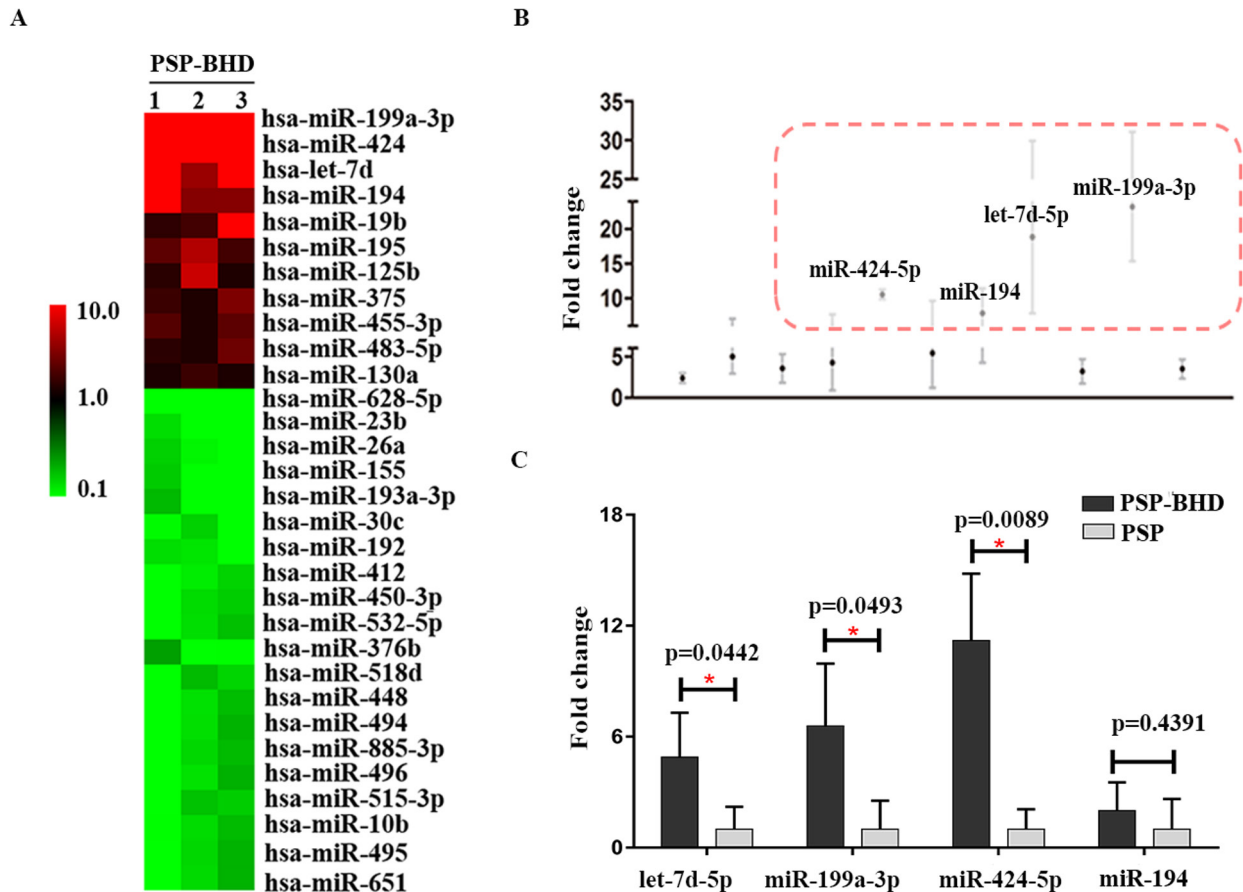 A
PSP-BHD
1 2 3
hsa-miR-199a-3p
hsa-miR-424
hsa-let-7d
hsa-miR-194
hsa-miR-19b
hsa-miR-195
hsa-miR-125b
hsa-miR-375
hsa-miR-455-3p
hsa-miR-483-5p
hsa-miR-130a
hsa-miR-628-5p
hsa-miR-23b
hsa-miR-26a
hsa-miR-155
hsa-miR-193a-3p
hsa-miR-30c
hsa-miR-192
hsa-miR-412
hsa-miR-450-3p
hsa-miR-532-5p
hsa-miR-376b
hsa-miR-518d
hsa-miR-448
hsa-miR-494
hsa-miR-885-3p
hsa-miR-496
hsa-miR-515-3p
hsa-miR-10b
hsa-miR-495
hsa-miR-651
10.0
1.0
0.1
B
Fold change
35
30
25
20
15
10
5
0
miR-199a-3p
let-7d-5p
miR-424-5p
miR-194
C
Fold change
18
12
6
0
PSP-BHD
PSP
p=0.0442
*
p=0.0493
*
p=0.0089
*
p=0.4391
let-7d-5p miR-199a-3p miR-424-5p miR-194